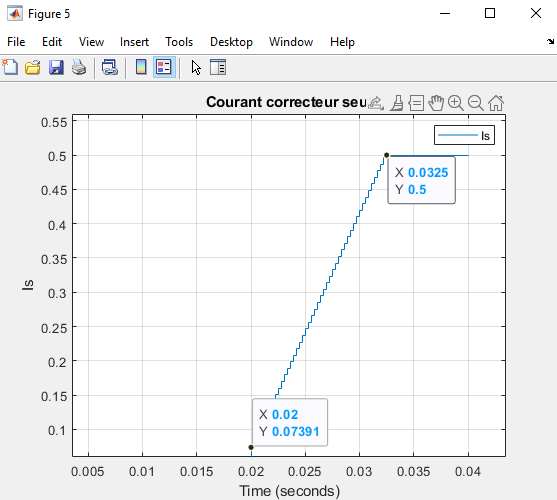 Figure 5
File Edit View Insert Tools Desktop Window Help
Courant correcteur seu
0.55
0.5
0.45
0.4
0.35
0.3
0.25
0.2
0.15
0.1
Is
Is
X 0.0325
Y 0.5
X 0.02
Y 0.07391
0.005 0.01 0.015 0.02 0.025 0.03 0.035 0.04
Time (seconds)